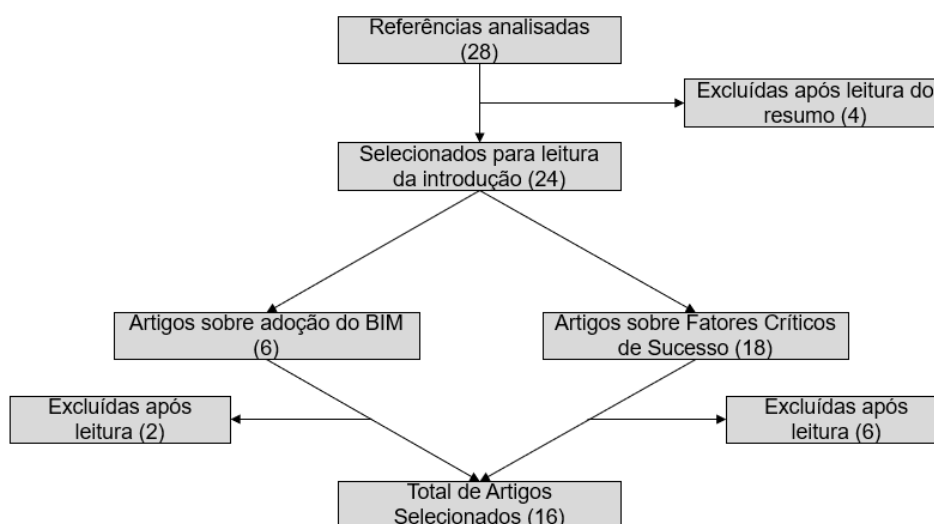 Referências analisadas
(28)
Excluídas após leitura do
resumo (4)
Selecionados para leitura
da introdução (24)
Artigos sobre adoção do BIM
(6)
Artigos sobre Fatores Críticos
de Sucesso (18)
Excluídas após
leitura (2)
Excluídas após
leitura (6)
Total de Artigos
Selecionados (16)